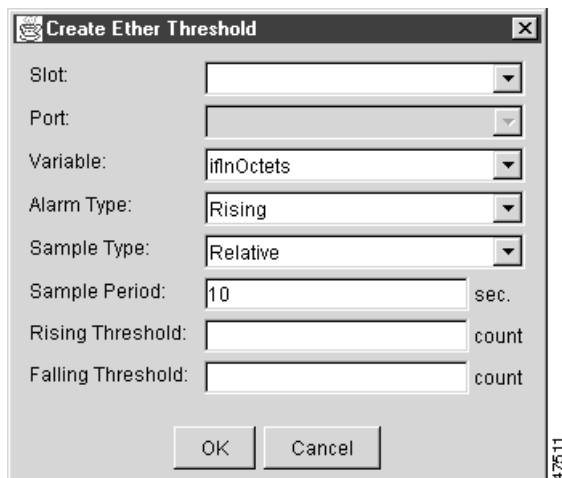 Create Ether Threshold
Slot:
Port:
Variable: ifInOctets
Alarm Type: Rising
Sample Type: Relative
Sample Period: 10 sec.
Rising Threshold: count
Falling Threshold: count
OK Cancel
47511